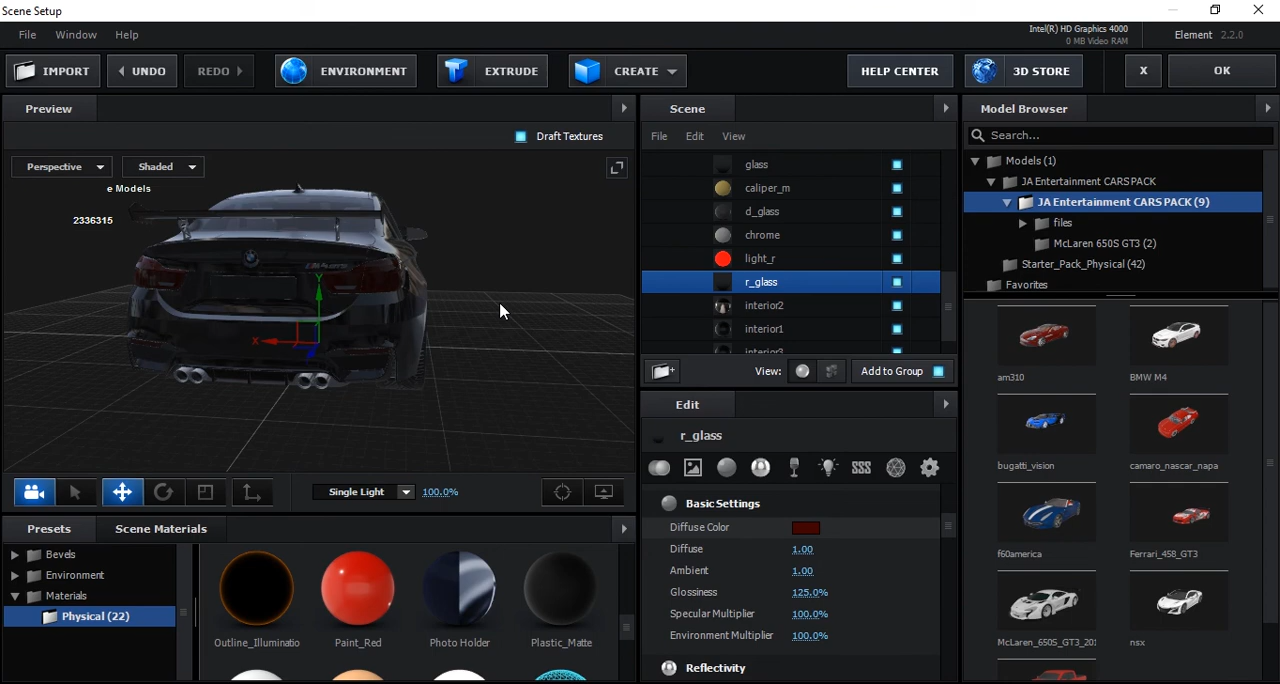 Scene Setup
File Window Help
Intel(R) HD Graphics 4000
0 MB Video RAM
Element 2.2.0
IMPORT UNDO REDO ENVIRONMENT EXTRUDE CREATE HELP CENTER 3D STORE X OK
Preview
Draft Textures
Perspective Shaded
e Models
2336315
Single Light 100.0%
Scene
File Edit View
glass
caliper_m
d_glass
chrome
light_r
r_glass
interior2
interior1
interior3
View: Add to Group
Edit
r_glass
Basic Settings
Diffuse Color
Diffuse 1.00
Ambient 1.00
Glossiness 125.0%
Specular Multiplier 100.0%
Environment Multiplier 100.0%
Reflectivity
Model Browser
Search...
Models (1)
JA Entertainment CARS PACK
JA Entertainment CARS PACK (9)
files
McLaren 650S GT3 (2)
Starter_Pack_Physical (42)
Favorites
am310 BMW M4
bugatti_vision camaro_nascar_napa
f60america Ferrari_458_GT3
McLaren_650S_GT3_201 nsx
Presets Scene Materials
Bevels
Environment
Materials
Physical (22)
Outline_Illuminatio Paint_Red Photo Holder Plastic_Matte